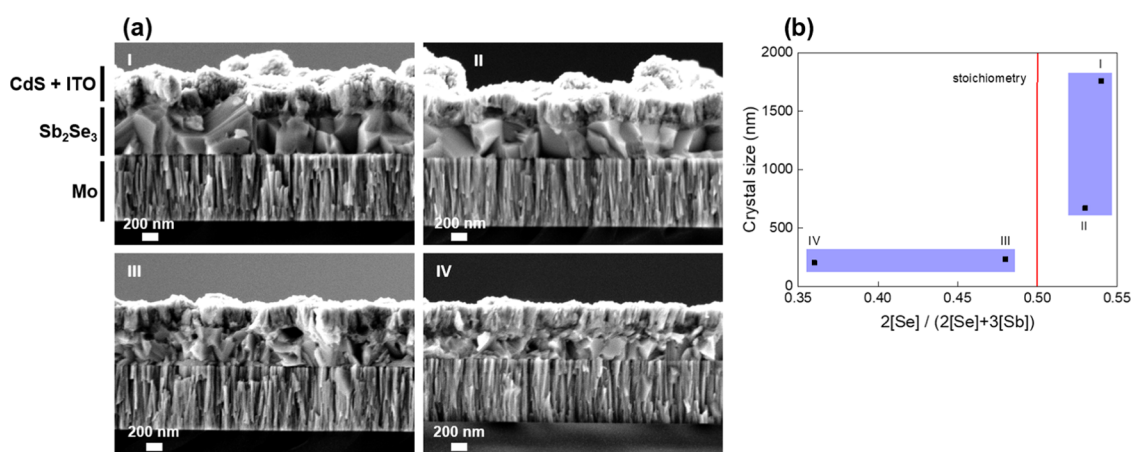 (a)
(b)
I
II
CdS + ITO
Sb₂Se₃
Mo
200 nm
200 nm
III
IV
200 nm
200 nm
2000
1500
1000
500
0
Crystal size (nm)
stoichiometry
I
II
III
IV
0.35
0.40
0.45
0.50
0.55
2[Se] / (2[Se]+3[Sb])